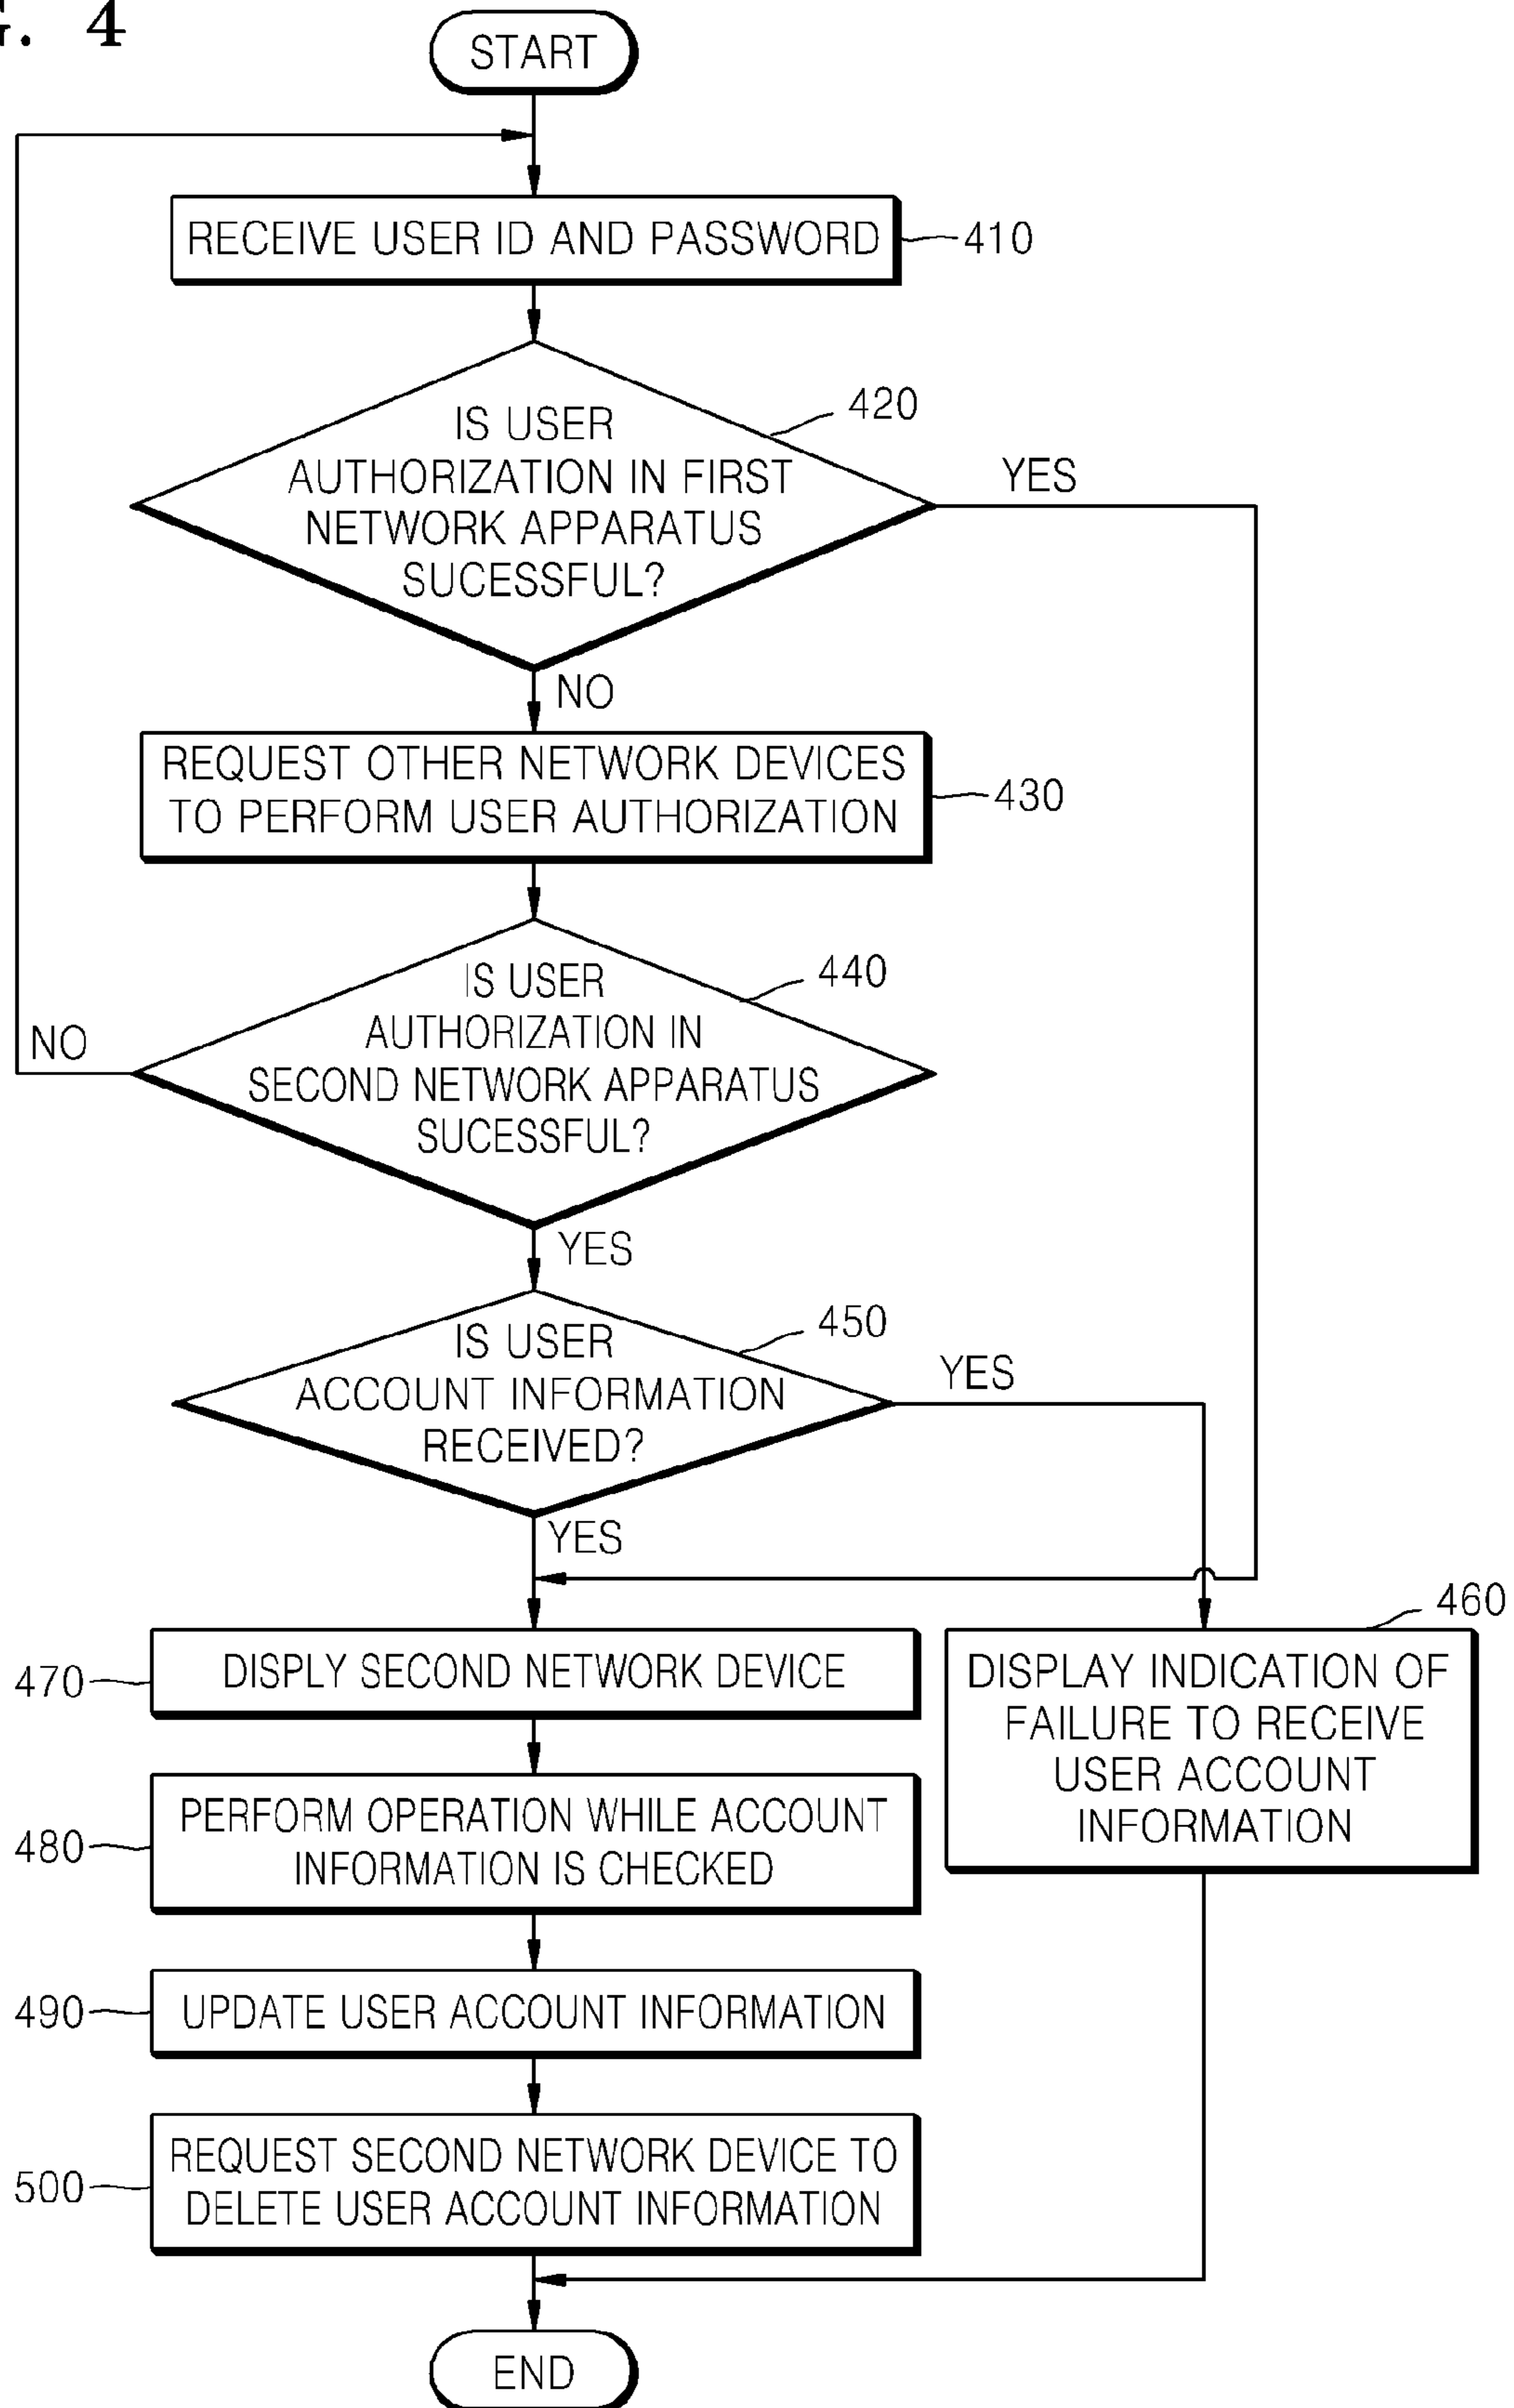 G. 4
START
RECEIVE USER ID AND PASSWORD
410
IS USER
AUTHORIZATION IN FIRST
NETWORK APPARATUS
SUCESSFUL?
420
YES
NO
REQUEST OTHER NETWORK DEVICES
TO PERFORM USER AUTHORIZATION
430
IS USER
AUTHORIZATION IN
SECOND NETWORK APPARATUS
SUCESSFUL?
440
NO
YES
IS USER
ACCOUNT INFORMATION
RECEIVED?
450
YES
YES
460
DISPLAY INDICATION OF
FAILURE TO RECEIVE
USER ACCOUNT
INFORMATION
470
DISPLY SECOND NETWORK DEVICE
480
PERFORM OPERATION WHILE ACCOUNT
INFORMATION IS CHECKED
490
UPDATE USER ACCOUNT INFORMATION
500
REQUEST SECOND NETWORK DEVICE TO
DELETE USER ACCOUNT INFORMATION
END